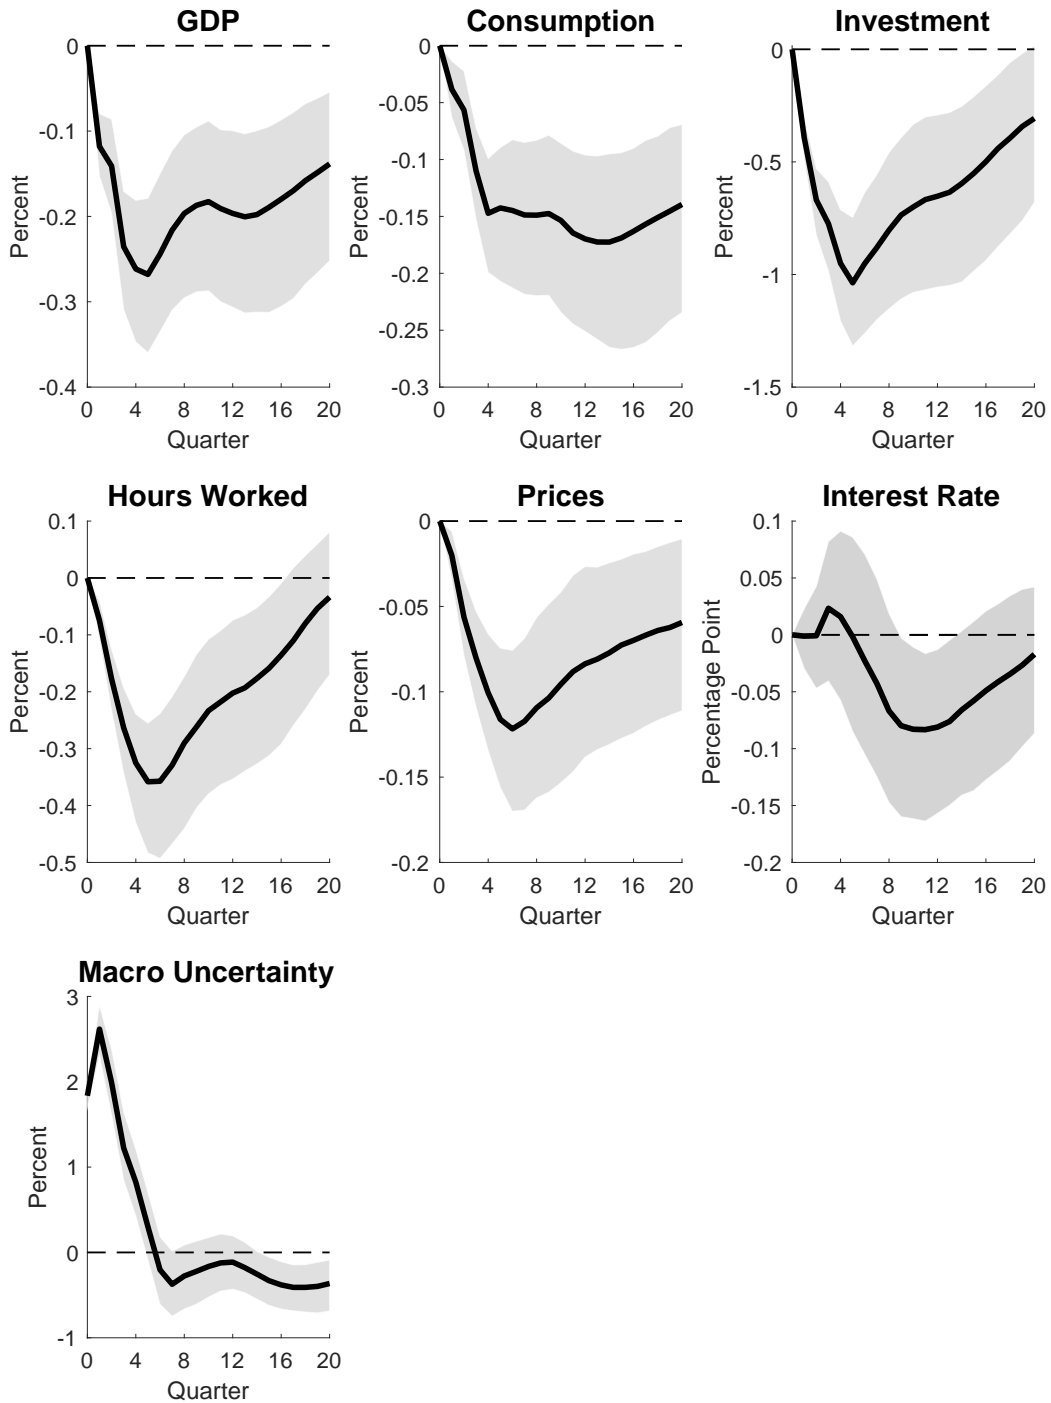 GDP
Consumption
Investment
0
-0.1
-0.2
-0.3
-0.4
Percent
0 4 8 12 16 20
Quarter
0
-0.05
-0.1
-0.15
-0.2
-0.25
-0.3
Percent
0 4 8 12 16 20
Quarter
0
-0.5
-1
-1.5
Percent
0 4 8 12 16 20
Quarter
Hours Worked
Prices
Interest Rate
0.1
0
-0.1
-0.2
-0.3
-0.4
-0.5
Percent
0 4 8 12 16 20
Quarter
0
-0.05
-0.1
-0.15
-0.2
Percent
0 4 8 12 16 20
Quarter
0.1
0.05
0
-0.05
-0.1
-0.15
-0.2
Percentage Point
0 4 8 12 16 20
Quarter
Macro Uncertainty
3
2
1
0
-1
Percent
0 4 8 12 16 20
Quarter